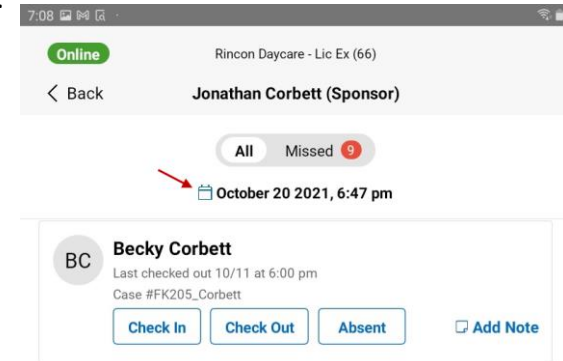 7:08
Online
Rincon Daycare - Lic Ex (66)
Back
Jonathan Corbett (Sponsor)
All
Missed 9
October 20 2021, 6:47 pm
BC
Becky Corbett
Last checked out 10/11 at 6:00 pm
Case #FK205_Corbett
Check In
Check Out
Absent
Add Note